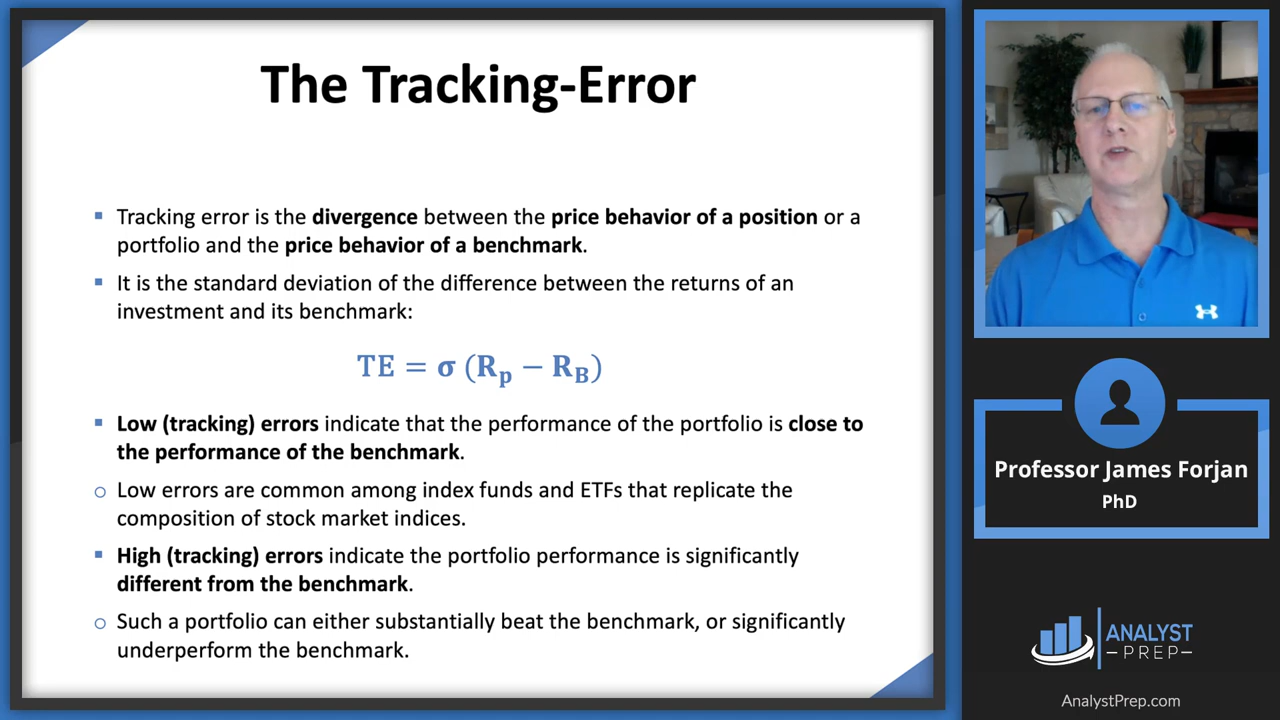 The Tracking-Error
▪ Tracking error is the divergence between the price behavior of a position or a
portfolio and the price behavior of a benchmark.
▪ It is the standard deviation of the difference between the returns of an
investment and its benchmark:
TE = σ (Rp − RB)
▪ Low (tracking) errors indicate that the performance of the portfolio is close to
the performance of the benchmark.
○ Low errors are common among index funds and ETFs that replicate the
composition of stock market indices.
▪ High (tracking) errors indicate the portfolio performance is significantly
different from the benchmark.
○ Such a portfolio can either substantially beat the benchmark, or significantly
underperform the benchmark.
Professor James Forjan
PhD
ANALYST
PREP
AnalystPrep.com